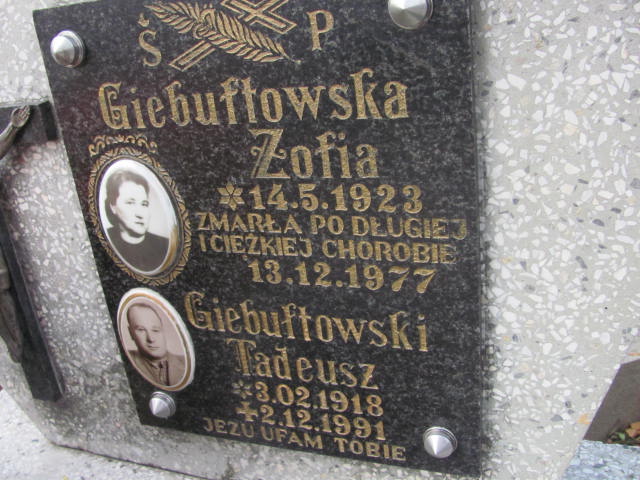 Ś P
Giebułtowska
Zofia
*14.5.1923
ZMARŁA PO DŁUGIEJ
I CIĘŻKIEJ CHOROBIE
13.12.1977
Giebułtowski
Tadeusz
*3.02.1918
+2.12.1991
JEZU UFAM TOBIE